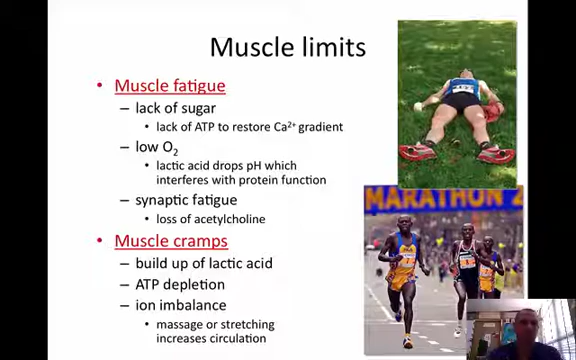 Muscle limits
• Muscle fatigue
– lack of sugar
• lack of ATP to restore Ca²⁺ gradient
– low O₂
• lactic acid drops pH which
interferes with protein function
– synaptic fatigue
• loss of acetylcholine
• Muscle cramps
– build up of lactic acid
– ATP depletion
– ion imbalance
• massage or stretching
increases circulation
MARATHON 2